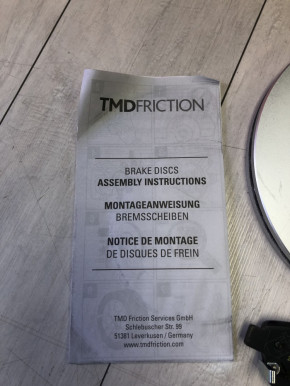 TMDFRICTION
BRAKE DISCS
ASSEMBLY INSTRUCTIONS
MONTAGEANWEISUNG
BREMSSCHEIBEN
NOTICE DE MONTAGE
DE DISQUES DE FREIN
TMD Friction Services GmbH
Schlebuscher Str. 99
51381 Leverkusen / Germany
www.tmdfriction.com